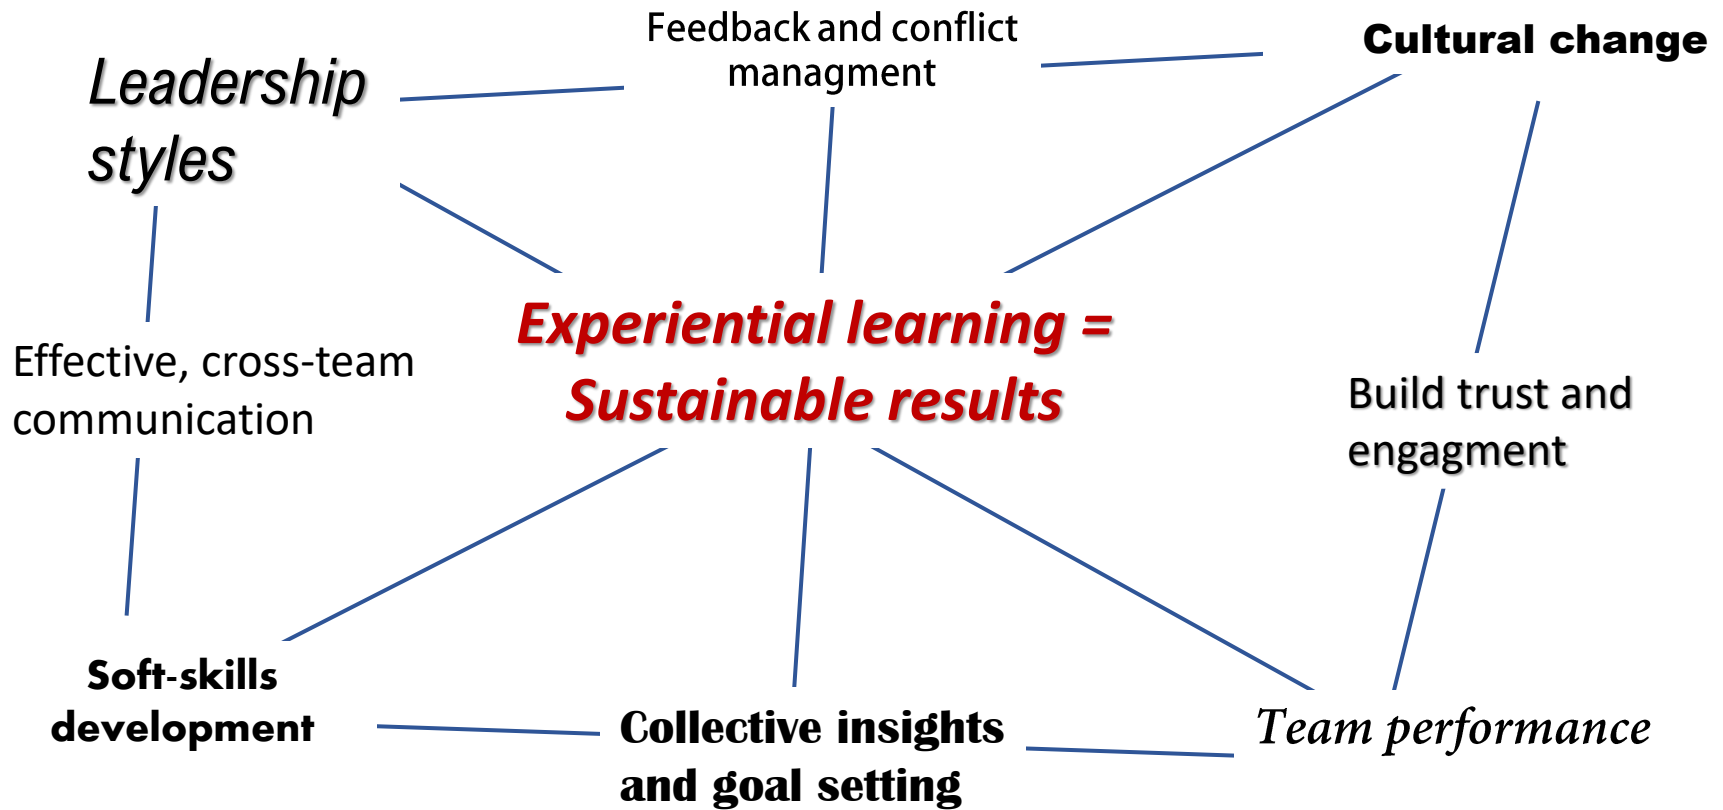 Feedback and conflict
managment
Cultural change
Leadership
styles
Experiential learning =
Sustainable results
Effective, cross-team
communication
Build trust and
engagment
Soft-skills
development
Collective insights
and goal setting
Team performance